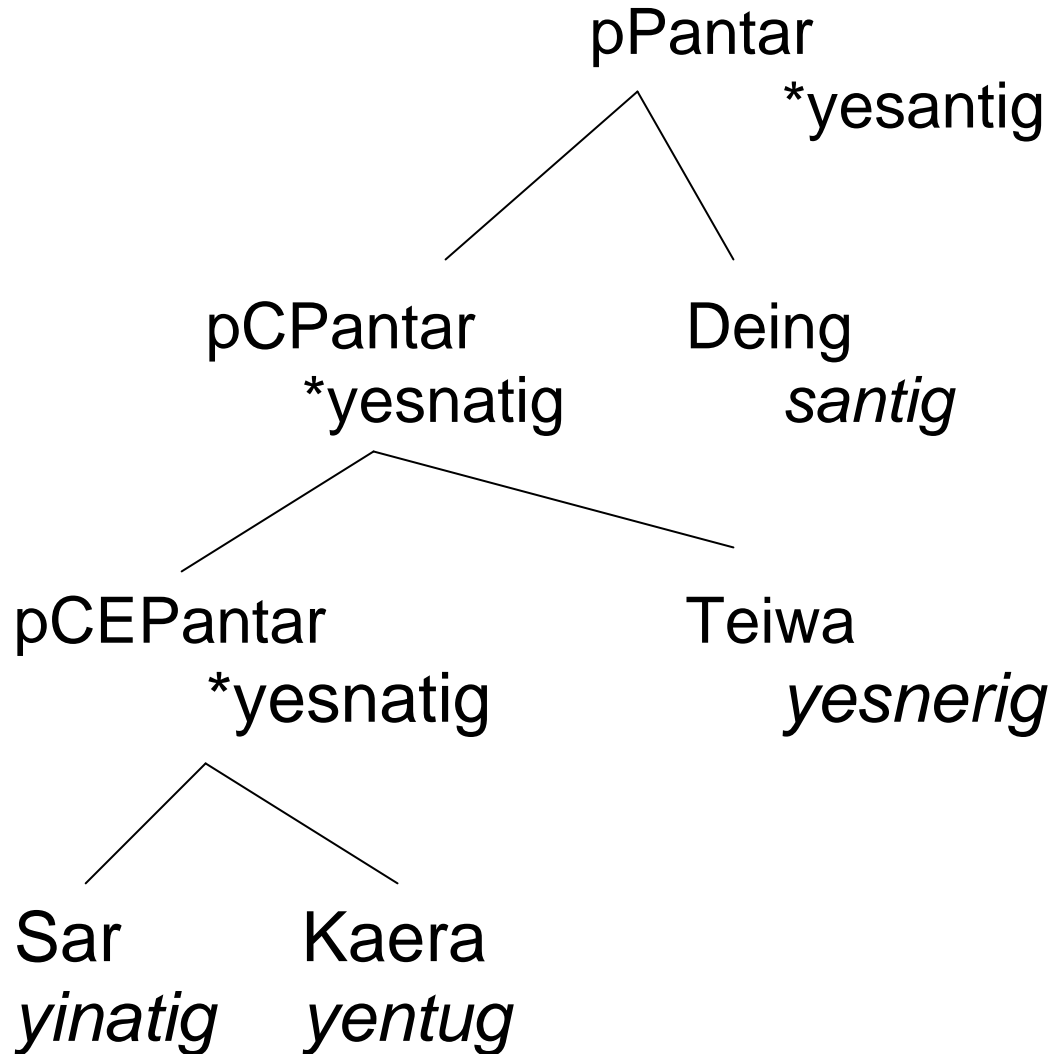 pPantar
*yesantig
pCPantar Deing
*yesnatig santig
pCEPantar Teiwa
*yesnatig yesnerig
Sar Kaera
yinatig yentug